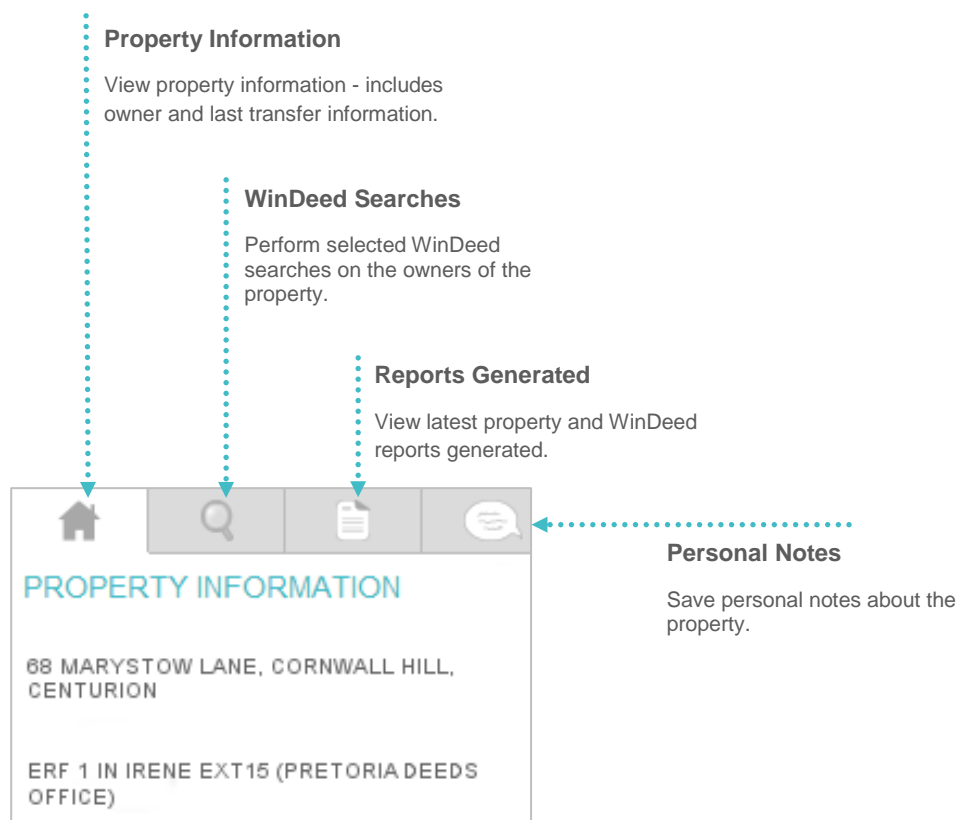 Property Information
View property information - includes
owner and last transfer information.
WinDeed Searches
Perform selected WinDeed
searches on the owners of the
property.
Reports Generated
View latest property and WinDeed
reports generated.
Personal Notes
Save personal notes about the
property.
PROPERTY INFORMATION
68 MARYSTOW LANE, CORNWALL HILL,
CENTURION
ERF 1 IN IRENE EXT15 (PRETORIA DEEDS
OFFICE)